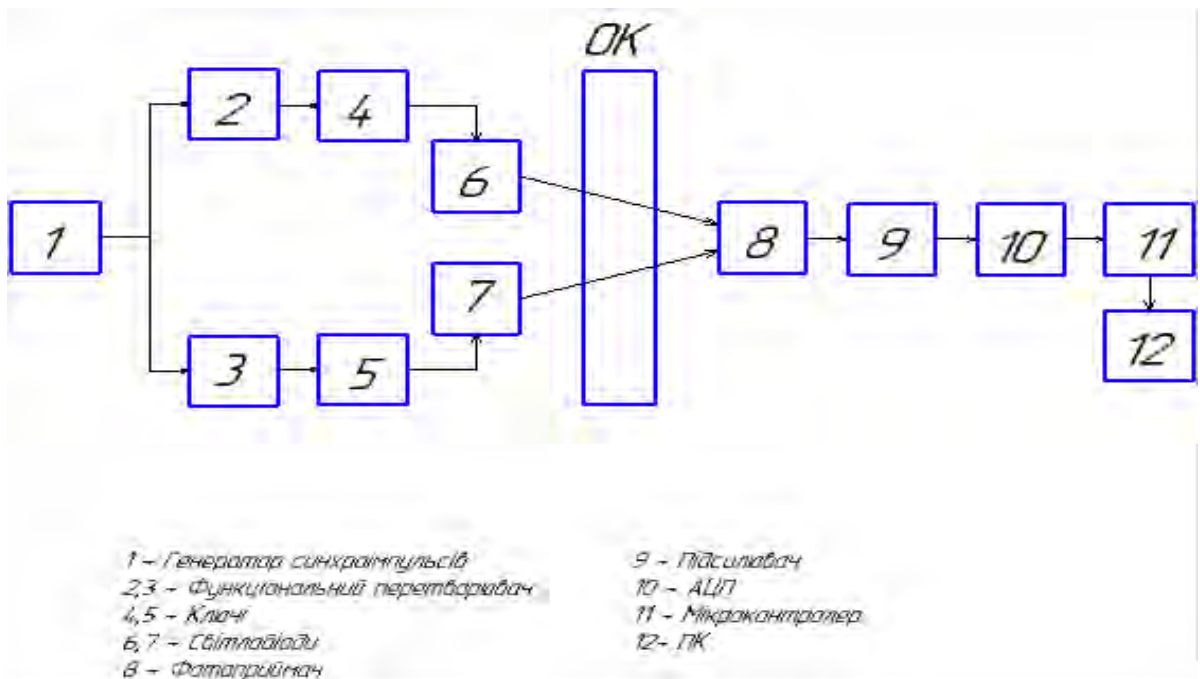 ОК
2
4
6
1
8
9
10
11
7
3
5
12
1 - Генератор синхроімпульсів
2,3 - Функціональний перетворювач
4,5 - Ключі
6,7 - Світлодіоди
8 - Фотоприймач
9 - Підсилювач
10 - АЦП
11 - Мікроконтролер
12- ПК